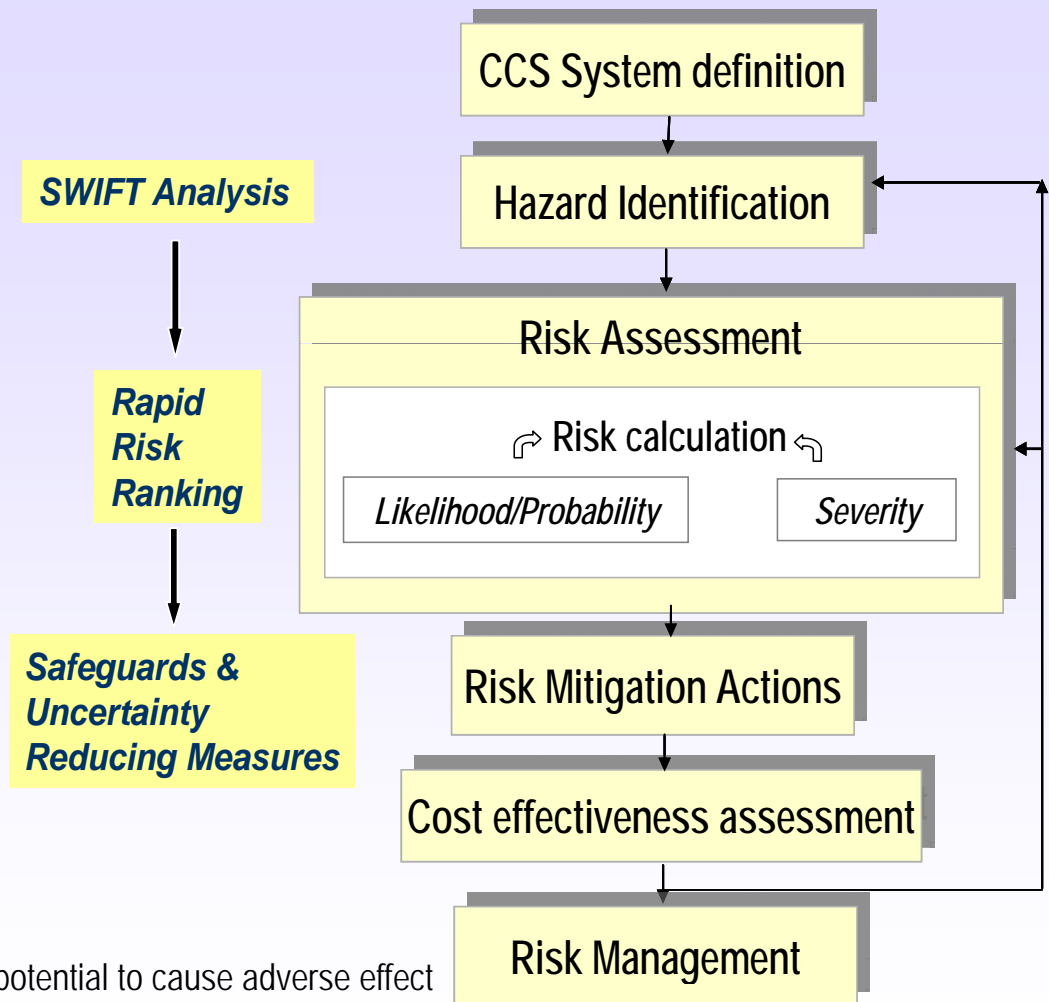 CCS System definition
SWIFT Analysis
Hazard Identification
Risk Assessment
Risk calculation
Likelihood/Probability
Severity
Rapid
Risk
Ranking
Safeguards &
Uncertainty
Reducing Measures
Risk Mitigation Actions
Cost effectiveness assessment
Risk Management
potential to cause adverse effect